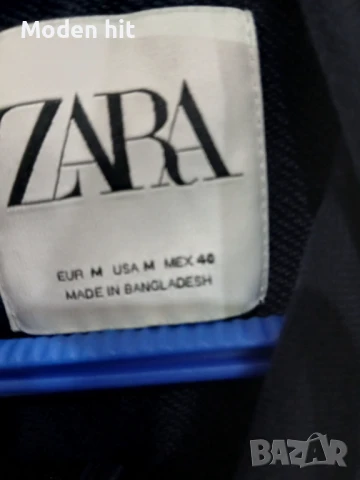 Moden hit
ZARA
EUR M USA M MEX 40
MADE IN BANGLADESH
BAZAR